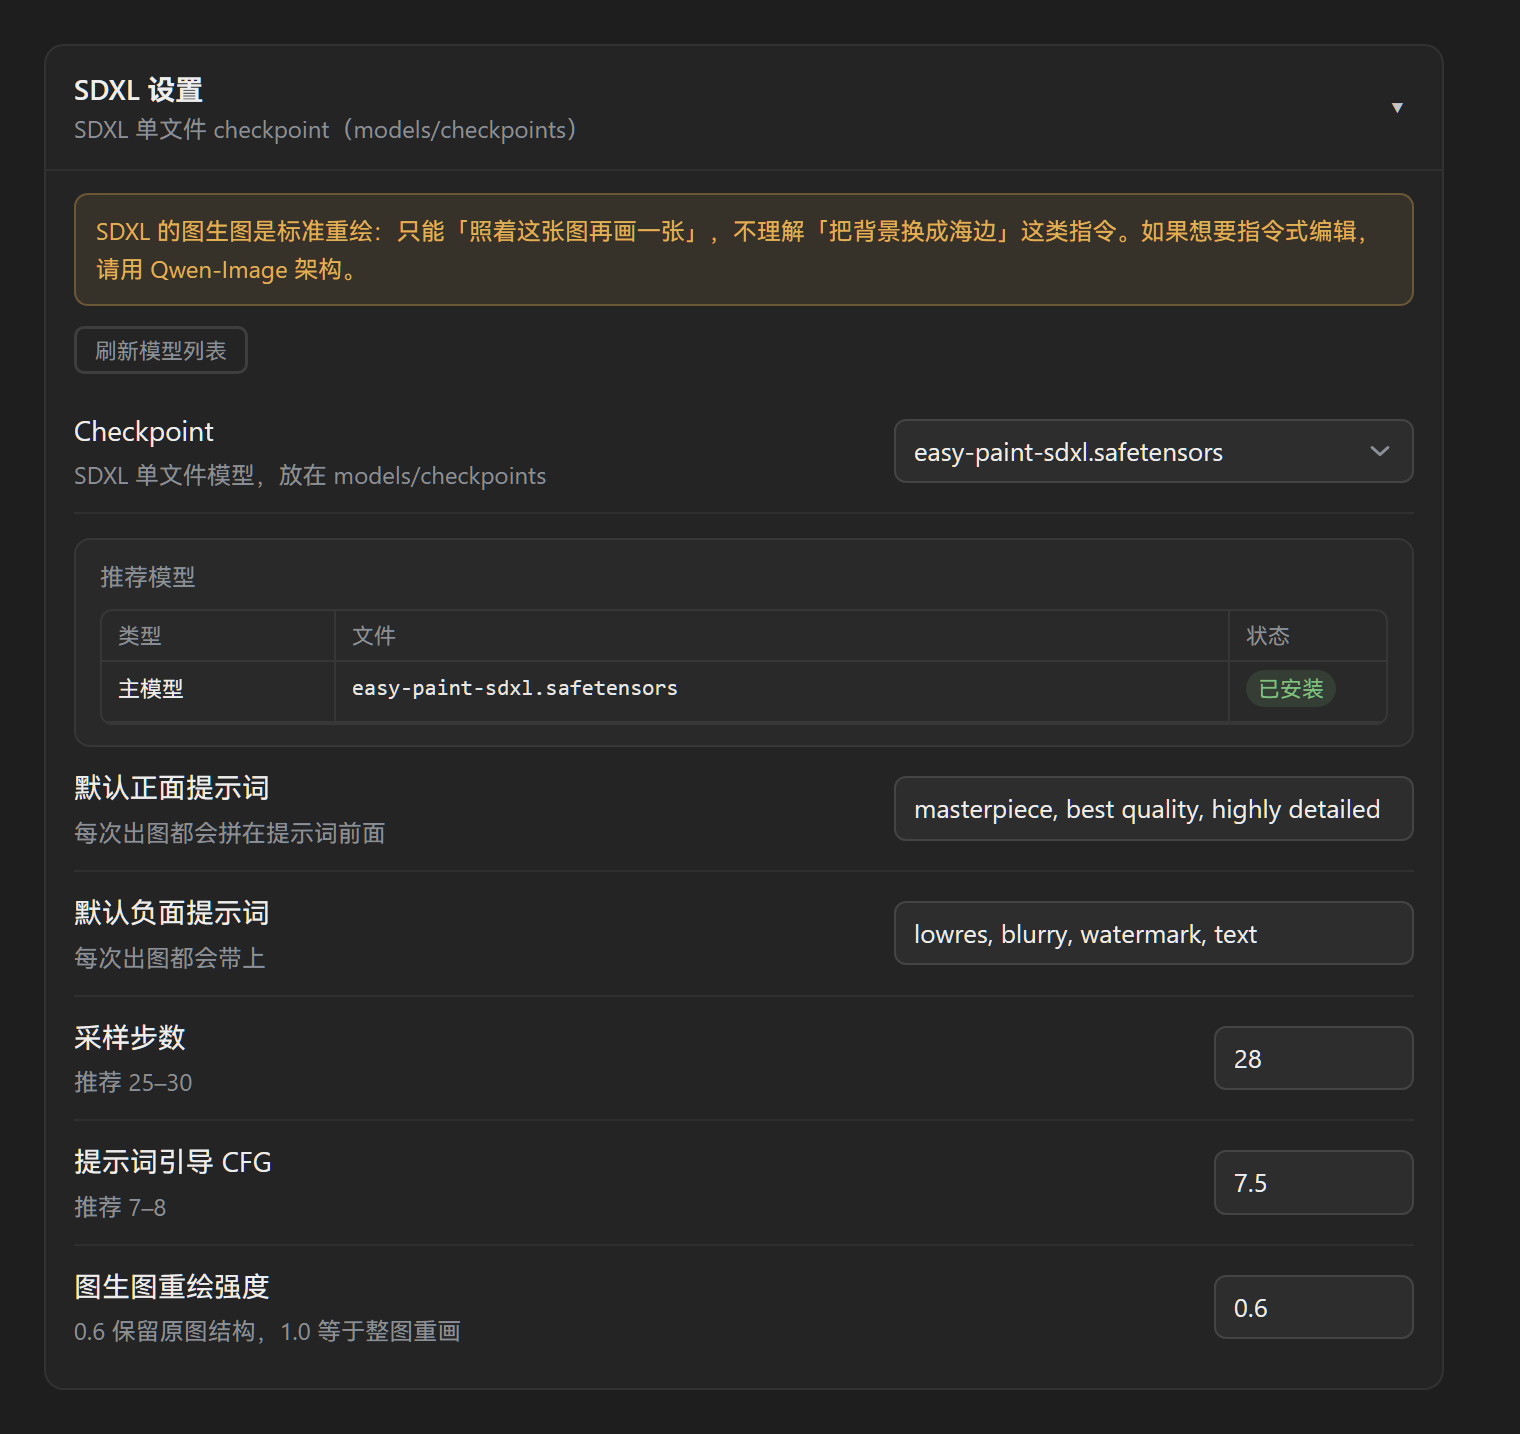 SDXL 设置
SDXL 单文件 checkpoint（models/checkpoints）
▼
SDXL 的图生图是标准重绘：只能「照着这张图再画一张」，不理解「把背景换成海边」这类指令。如果想要指令式编辑，
请用 Qwen-Image 架构。
刷新模型列表
Checkpoint
SDXL 单文件模型，放在 models/checkpoints
easy-paint-sdxl.safetensors
推荐模型
类型 文件 状态
主模型 easy-paint-sdxl.safetensors 已安装
默认正面提示词
每次出图都会拼在提示词前面
masterpiece, best quality, highly detailed
默认负面提示词
每次出图都会带上
lowres, blurry, watermark, text
采样步数
推荐 25–30
28
提示词引导 CFG
推荐 7–8
7.5
图生图重绘强度
0.6 保留原图结构，1.0 等于整图重画
0.6